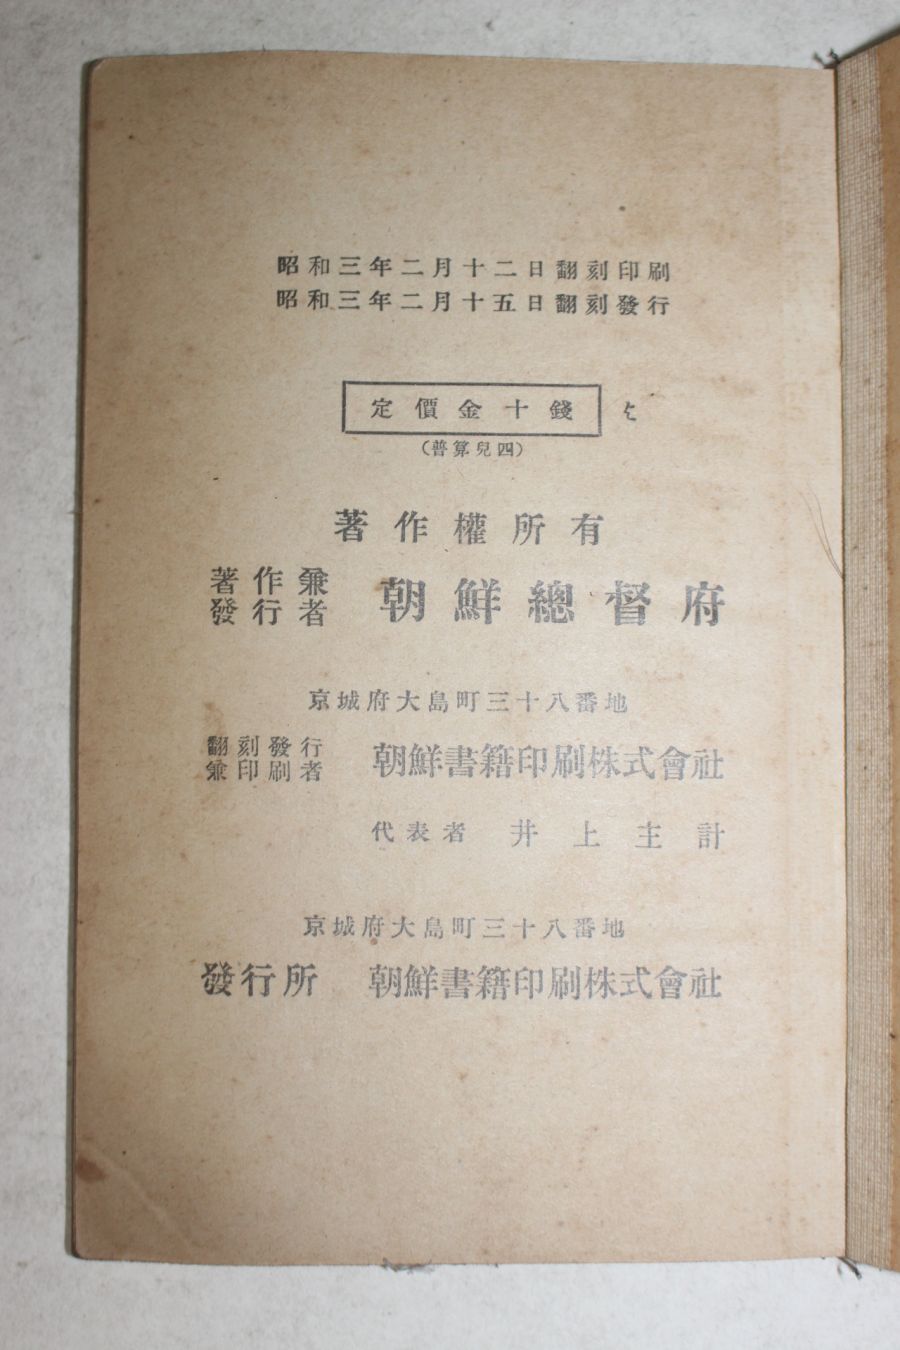 昭和三年二月十二日翻刻印刷
昭和三年二月十五日翻刻發行
定價金十錢
（普算兒四）
著作權所有
著作兼
發行者
朝鮮總督府
京城府大島町三十八番地
翻刻發行
兼印刷者
朝鮮書籍印刷株式會社
代表者 井上主計
京城府大島町三十八番地
發行所 朝鮮書籍印刷株式會社